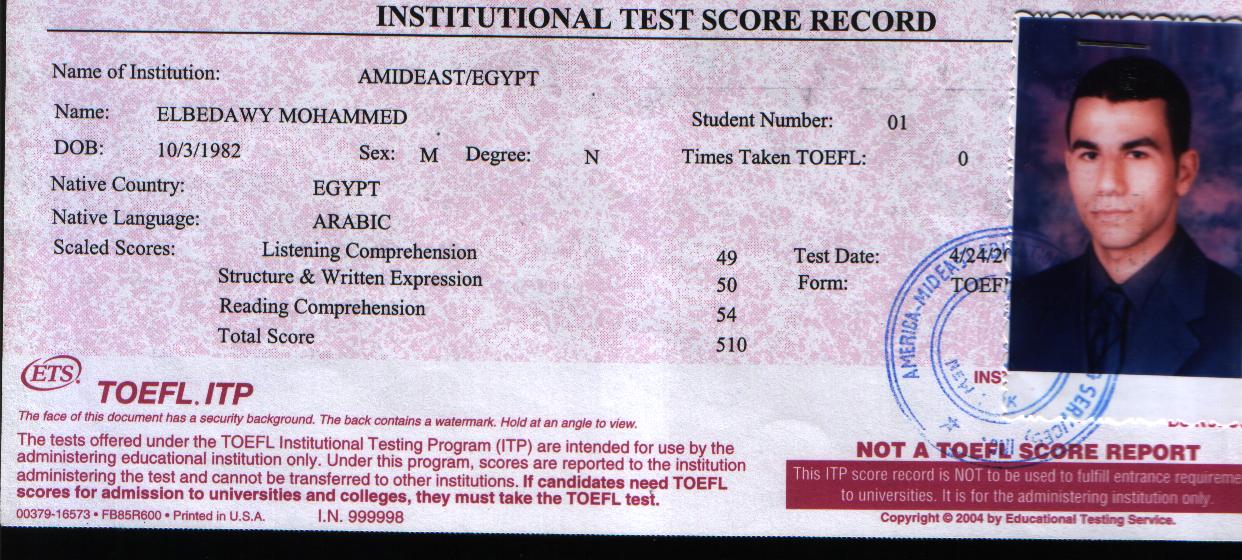 INSTITUTIONAL TEST SCORE RECORD
Name of Institution: AMIDEAST/EGYPT
Name: ELBEDAWY MOHAMMED Student Number: 01
DOB: 10/3/1982 Sex: M Degree: N Times Taken TOEFL: 0
Native Country: EGYPT
Native Language: ARABIC
Scaled Scores: Listening Comprehension 49 Test Date: 4/24/20
Structure & Written Expression 50 Form: TOEF
Reading Comprehension 54
Total Score 510
AMERICA-MIDEAST
SERVICES, INC.
NEW
K
ETS
TOEFL ITP
INS
The face of this document has a security background. The back contains a watermark. Hold at an angle to view.
The tests offered under the TOEFL Institutional Testing Program (ITP) are intended for use by the
administering educational institution only. Under this program, scores are reported to the institution
administering the test and cannot be transferred to other institutions. If candidates need TOEFL
scores for admission to universities and colleges, they must take the TOEFL test.
00379-16573 • FB85R600 • Printed in U.S.A. I.N. 999998
NOT A TOEFL SCORE REPORT
This ITP score record is NOT to be used to fulfill entrance requireme
to universities. It is for the administering institution only.
Copyright © 2004 by Educational Testing Service.